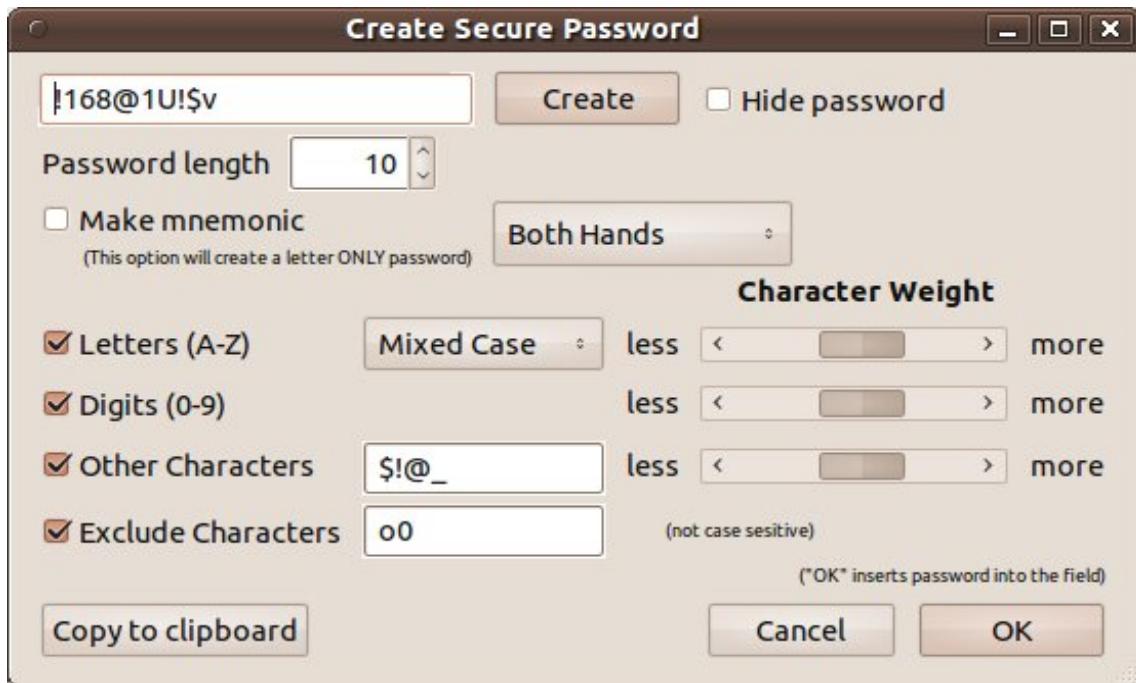 Create Secure Password
!168@1U!$v Create Hide password
Password length 10
Make mnemonic Both Hands
(This option will create a letter ONLY password)
Character Weight
Letters (A-Z) Mixed Case less more
Digits (0-9) less more
Other Characters $!@_ less more
Exclude Characters o0 (not case sesitive)
("OK" inserts password into the field)
Copy to clipboard Cancel OK